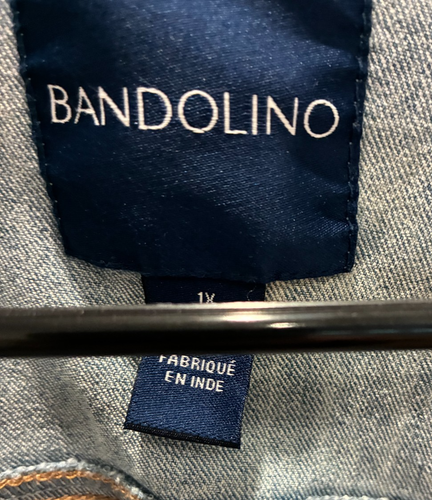 BANDOLINO
1X
FABRIQUÉ
EN INDE